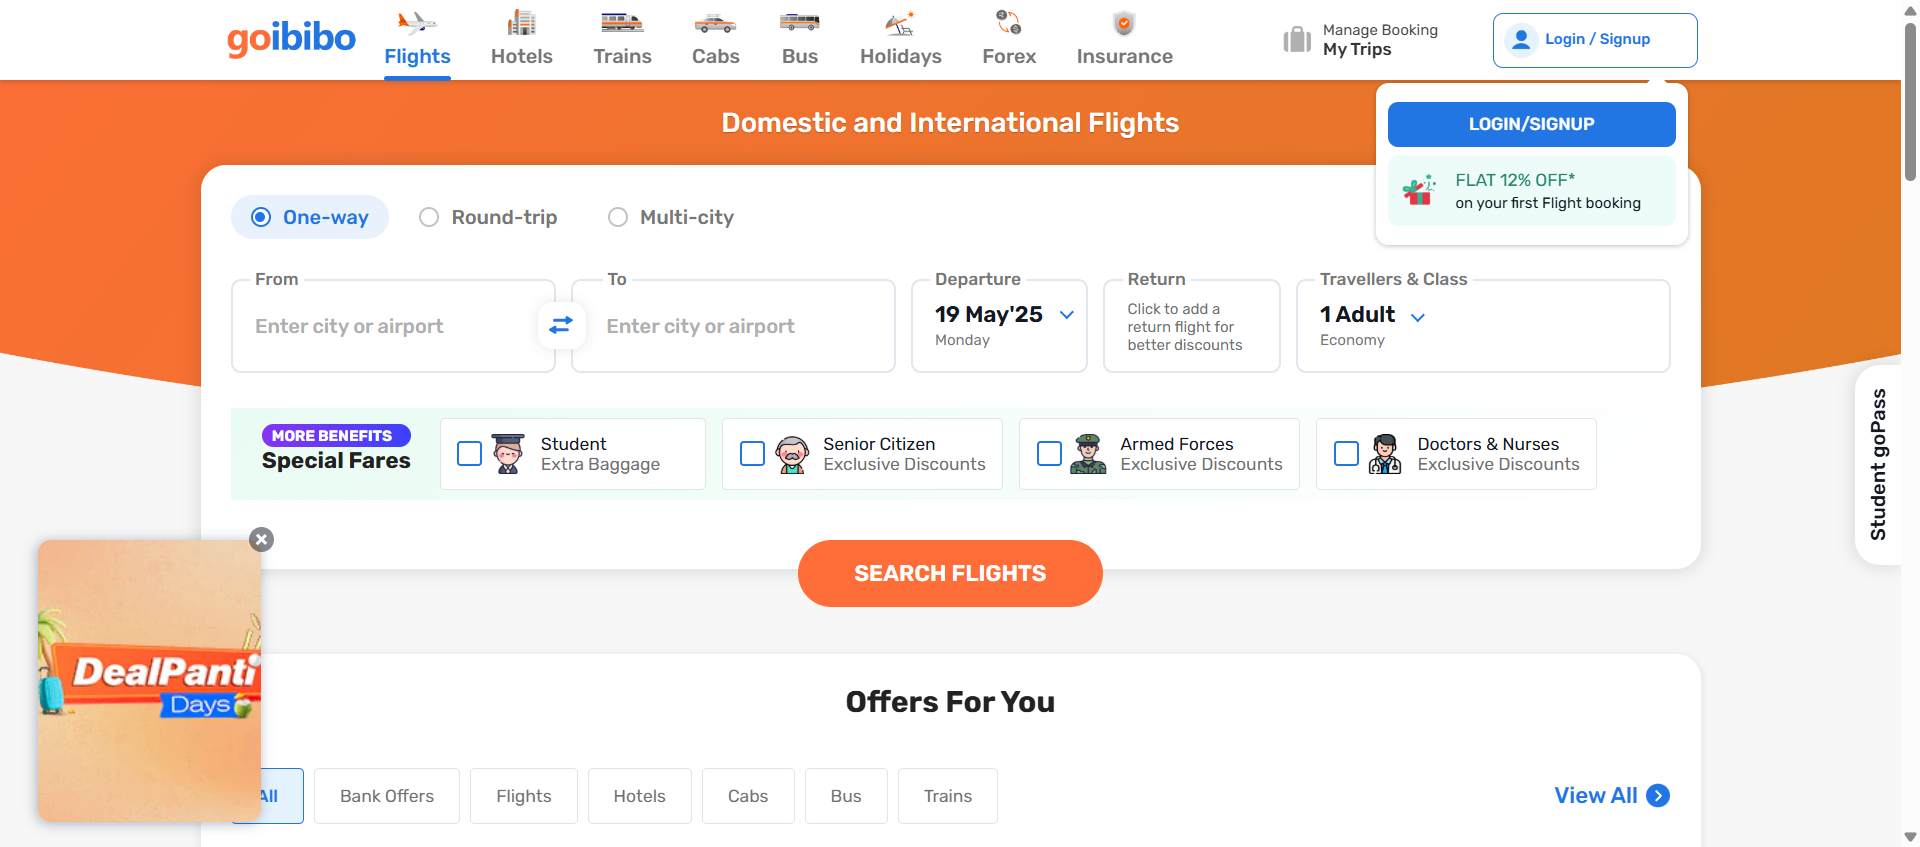 goibibo
Flights
Hotels
Trains
Cabs
Bus
Holidays
Forex
Insurance
Manage Booking
My Trips
Login / Signup
LOGIN/SIGNUP
FLAT 12% OFF*
on your first Flight booking
Domestic and International Flights
One-way
Round-trip
Multi-city
From
Enter city or airport
To
Enter city or airport
Departure
19 May'25
Monday
Return
Click to add a
return flight for
better discounts
Travellers & Class
1 Adult
Economy
MORE BENEFITS
Special Fares
Student
Extra Baggage
Senior Citizen
Exclusive Discounts
Armed Forces
Exclusive Discounts
Doctors & Nurses
Exclusive Discounts
Student goPass
SEARCH FLIGHTS
DealPanti
Days
Offers For You
All
Bank Offers
Flights
Hotels
Cabs
Bus
Trains
View All